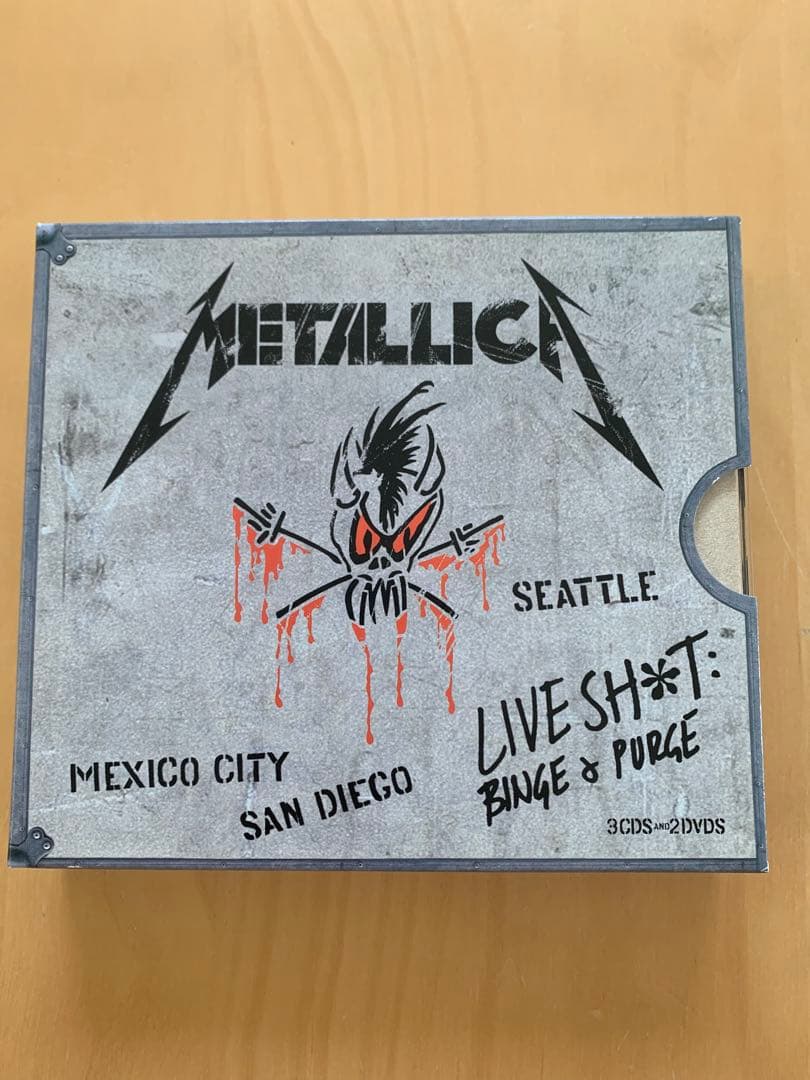 METALLICA
SEATTLE
LIVE SH*T:
BINGE & PURGE
MEXICO CITY
SAN DIEGO
3CDS AND 2DVDS